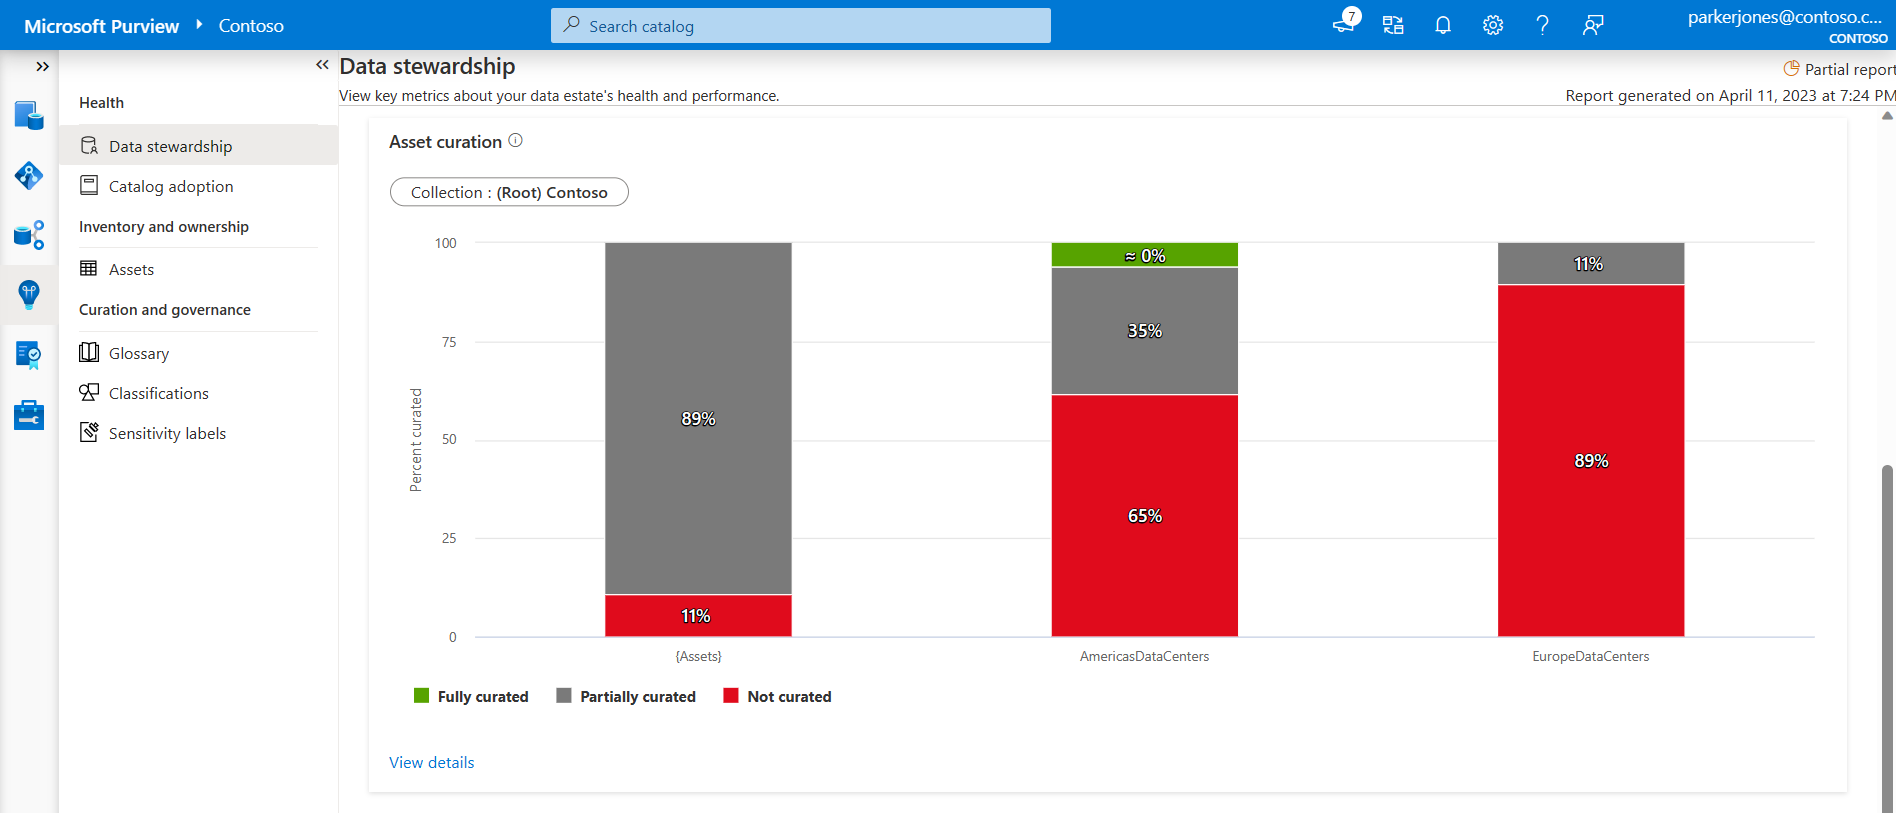 Microsoft Purview Contoso
Search catalog
7
parkerjones@contoso.c...
CONTOSO
Health
Data stewardship
Catalog adoption
Inventory and ownership
Assets
Curation and governance
Glossary
Classifications
Sensitivity labels
Data stewardship
View key metrics about your data estate's health and performance.
Partial report
Report generated on April 11, 2023 at 7:24 PM
Asset curation
Collection : (Root) Contoso
Percent curated
100
75
50
25
0
89%
11%
≈ 0%
35%
65%
11%
89%
{Assets}
AmericasDataCenters
EuropeDataCenters
Fully curated
Partially curated
Not curated
View details